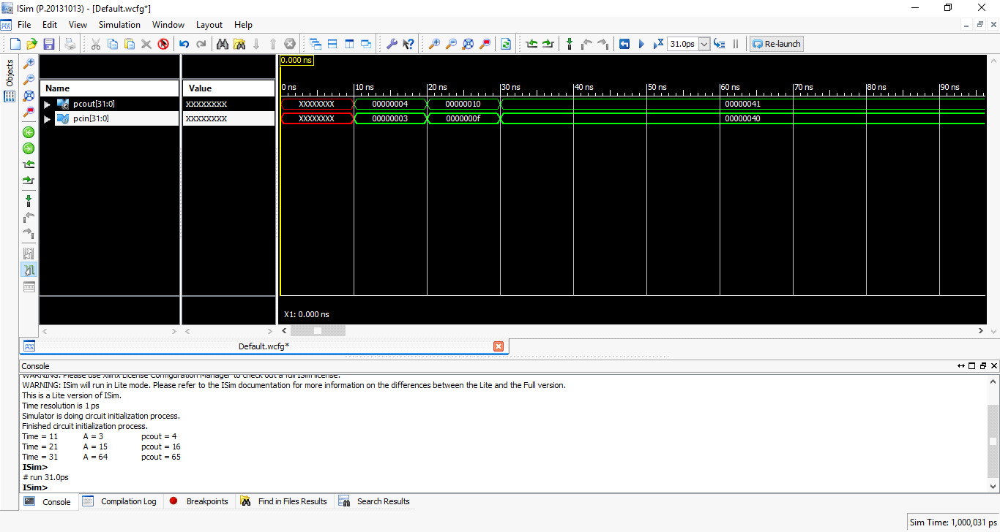 ISim (P.20131013) - [Default.wcfg*]
File Edit View Simulation Window Layout Help
31.0ps Re-launch
Objects
0.000 ns
Name Value
0 ns 10 ns 20 ns 30 ns 40 ns 50 ns 60 ns 70 ns 80 ns 90 ns
pcout[31:0] XXXXXXXX XXXXXXXX 00000004 00000010 00000041
pcin[31:0] XXXXXXXX XXXXXXXX 00000003 0000000f 00000040
X1: 0.000 ns
Default.wcfg*
Console
WARNING: Please use Xilinx License Configuration Manager to check out a full ISim license.
WARNING: ISim will run in Lite mode. Please refer to the ISim documentation for more information on the differences between the Lite and the Full version.
This is a Lite version of ISim.
Time resolution is 1 ps
Simulator is doing circuit initialization process.
Finished circuit initialization process.
Time = 11 A = 3 pcout = 4
Time = 21 A = 15 pcout = 16
Time = 31 A = 64 pcout = 65
ISim>
# run 31.0ps
ISim>
Console Compilation Log Breakpoints Find in Files Results Search Results
Sim Time: 1,000,031 ps